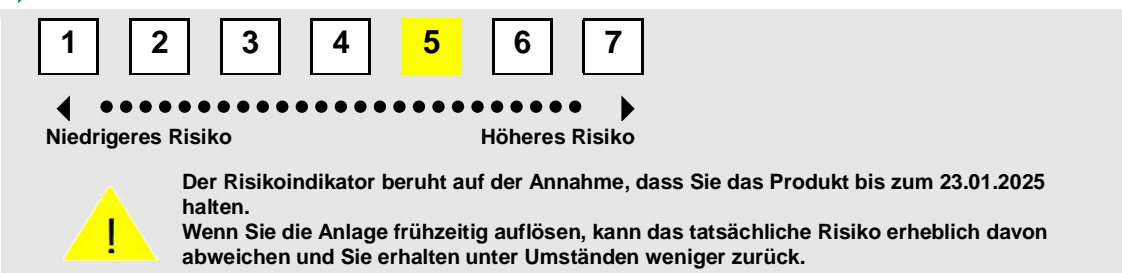 1 2 3 4 5 6 7
Niedrigeres Risiko Höheres Risiko
Der Risikoindikator beruht auf der Annahme, dass Sie das Produkt bis zum 23.01.2025
halten.
Wenn Sie die Anlage frühzeitig auflösen, kann das tatsächliche Risiko erheblich davon
abweichen und Sie erhalten unter Umständen weniger zurück.
!